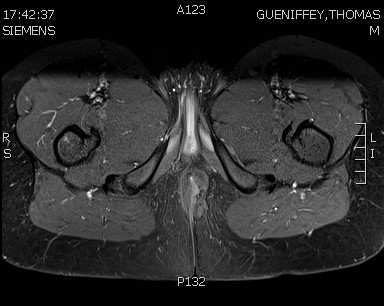 17:42:37
SIEMENS
A123
GUENIFFEY,THOMAS
M
R
S
L
I
P132